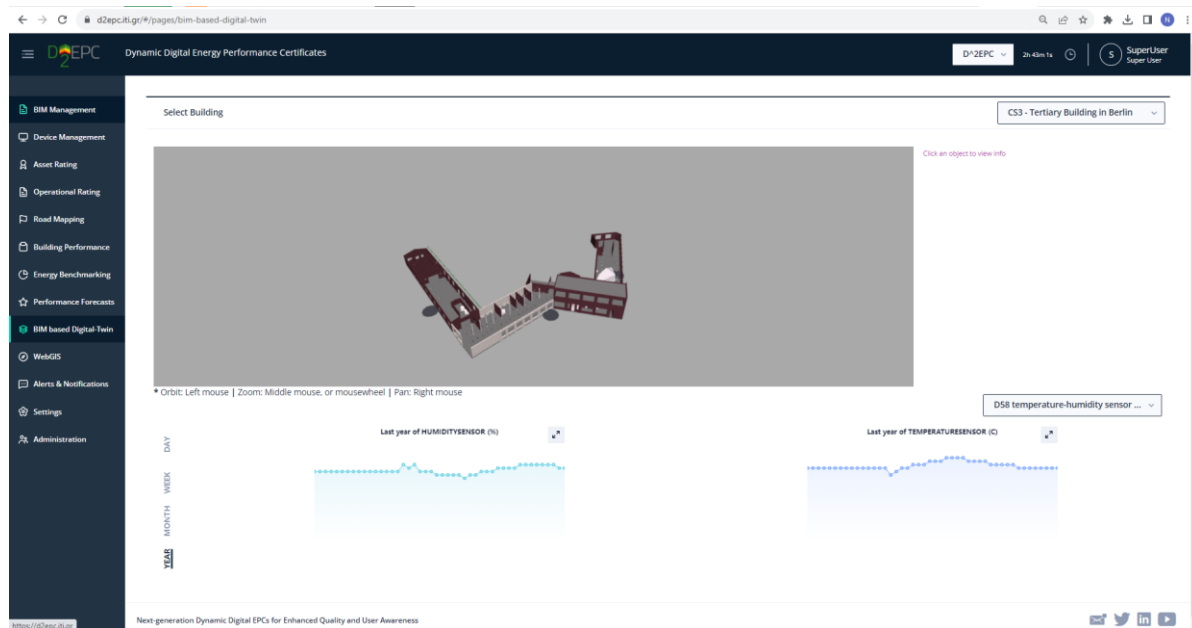 d2epc.iti.gr/#/pages/bim-based-digital-twin
N
D2EPC
Dynamic Digital Energy Performance Certificates
D^2EPC
2h 43m 1s
S
SuperUser
Super User
BIM Management
Device Management
Asset Rating
Operational Rating
Road Mapping
Building Performance
Energy Benchmarking
Performance Forecasts
BIM based Digital-Twin
WebGIS
Alerts & Notifications
Settings
Administration
Select Building
CS3 - Tertiary Building in Berlin
Click an object to view info
* Orbit: Left mouse | Zoom: Middle mouse, or mousewheel | Pan: Right mouse
D58 temperature-humidity sensor ...
DAY
WEEK
MONTH
YEAR
Last year of HUMIDITYSENSOR (%)
Last year of TEMPERATURESENSOR (C)
Next-generation Dynamic Digital EPCs for Enhanced Quality and User Awareness
in
https://d2epc.iti.gr